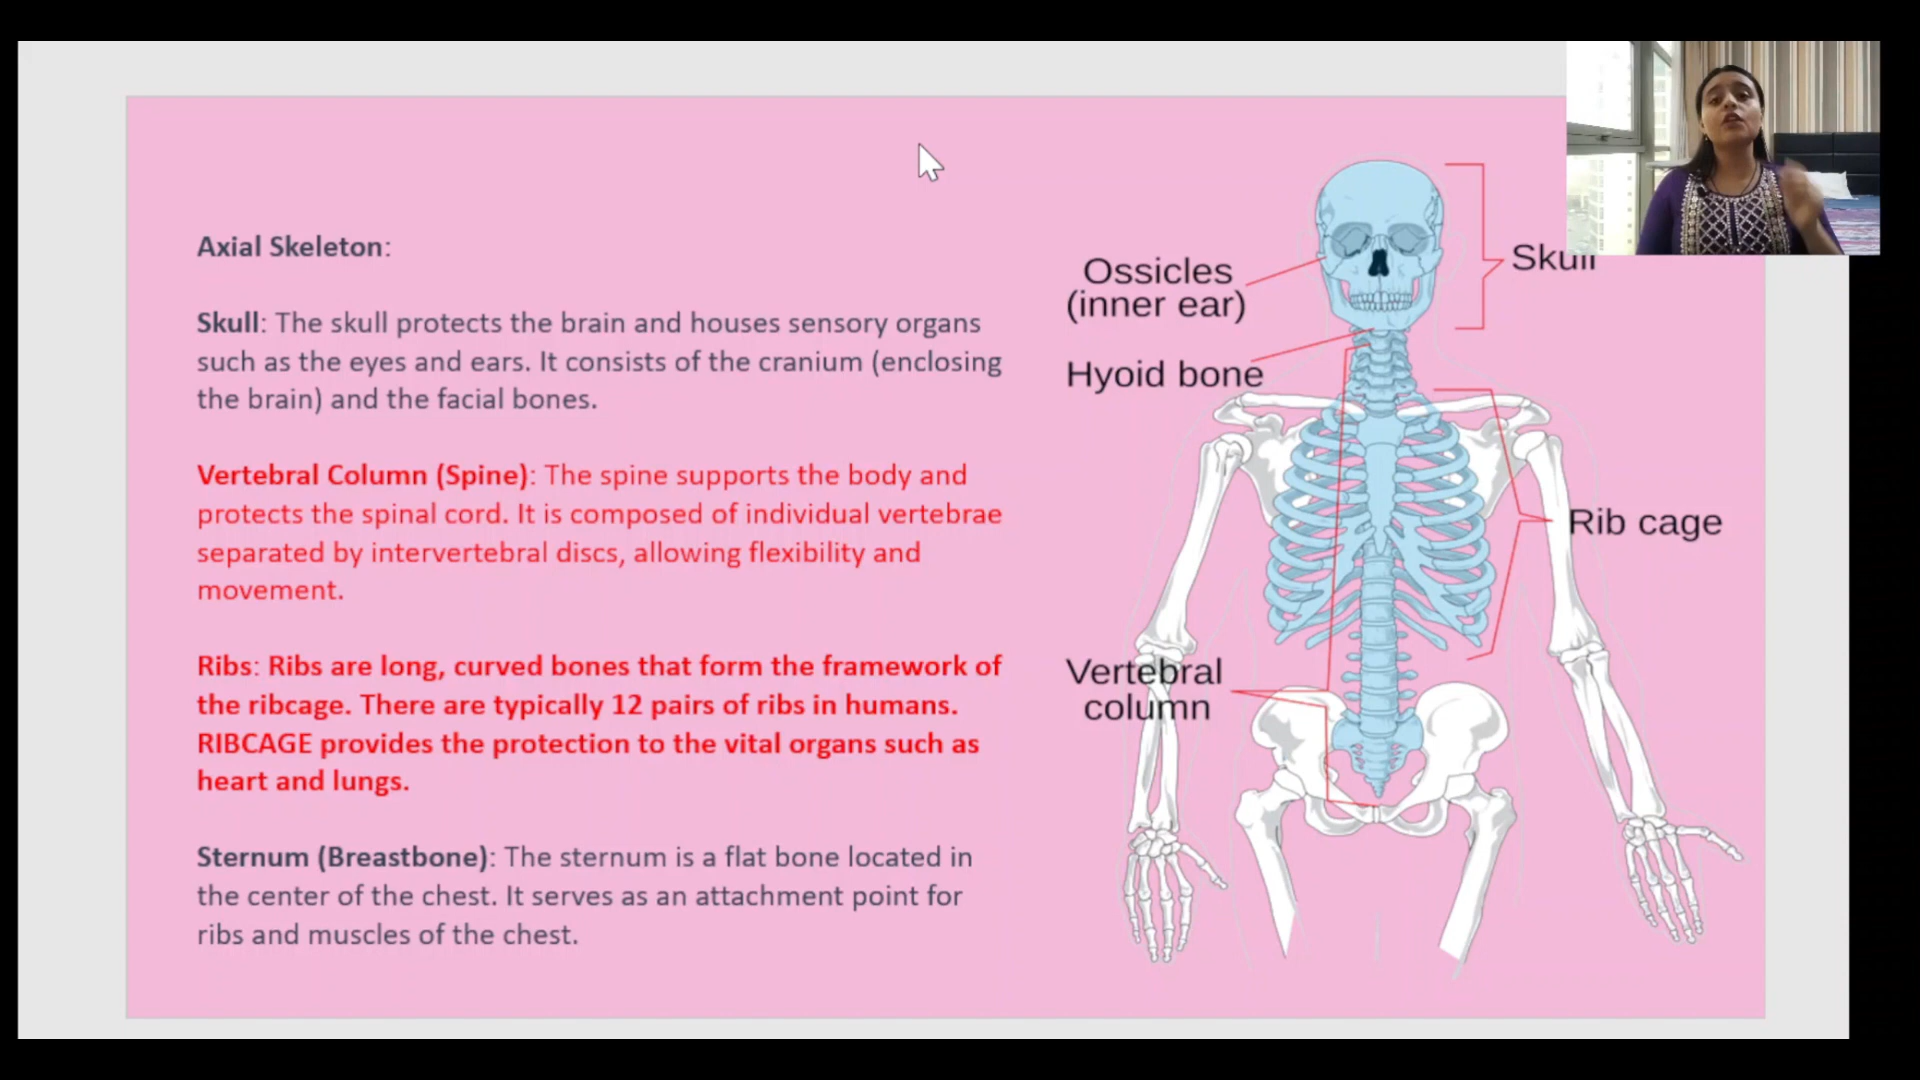 Axial Skeleton:
Skull: The skull protects the brain and houses sensory organs
such as the eyes and ears. It consists of the cranium (enclosing
the brain) and the facial bones.
Vertebral Column (Spine): The spine supports the body and
protects the spinal cord. It is composed of individual vertebrae
separated by intervertebral discs, allowing flexibility and
movement.
Ribs: Ribs are long, curved bones that form the framework of
the ribcage. There are typically 12 pairs of ribs in humans.
RIBCAGE provides the protection to the vital organs such as
heart and lungs.
Sternum (Breastbone): The sternum is a flat bone located in
the center of the chest. It serves as an attachment point for
ribs and muscles of the chest.
Ossicles
(inner ear)
Skull
Hyoid bone
Rib cage
Vertebral
column